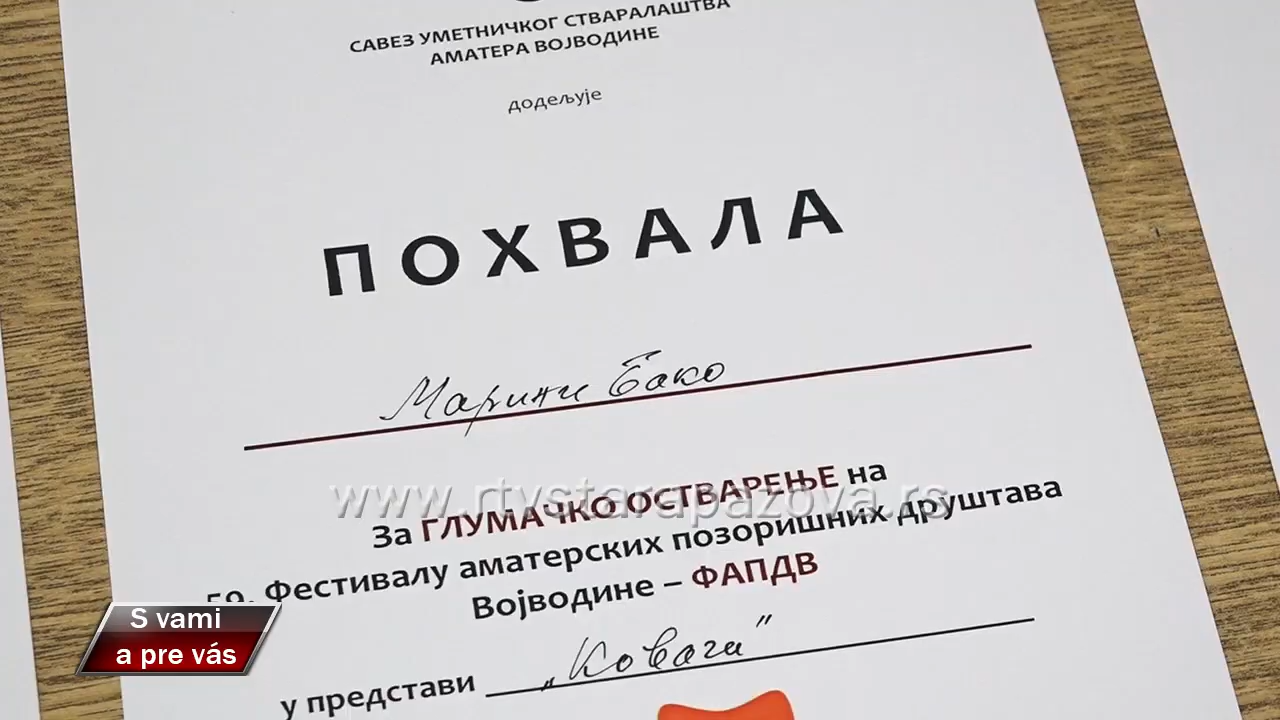 САВЕЗ УМЕТНИЧКОГ СТВАРАЛАШТВА
АМАТЕРА ВОЈВОДИНЕ
додељује
ПОХВАЛА
Марини Бако
За ГЛУМАЧКО ОСТВАРЕЊЕ на
www.rtvstarapazova.rs
59. Фестивалу аматерских позоришних друштава
Војводине – ФАПДВ
у представи „Ковачи”
S vami
a pre vás